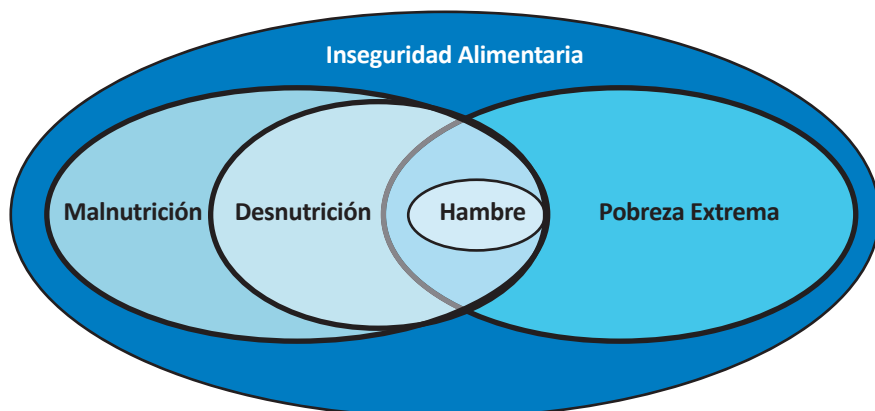 Inseguridad Alimentaria
Malnutrición
Desnutrición
Hambre
Pobreza Extrema